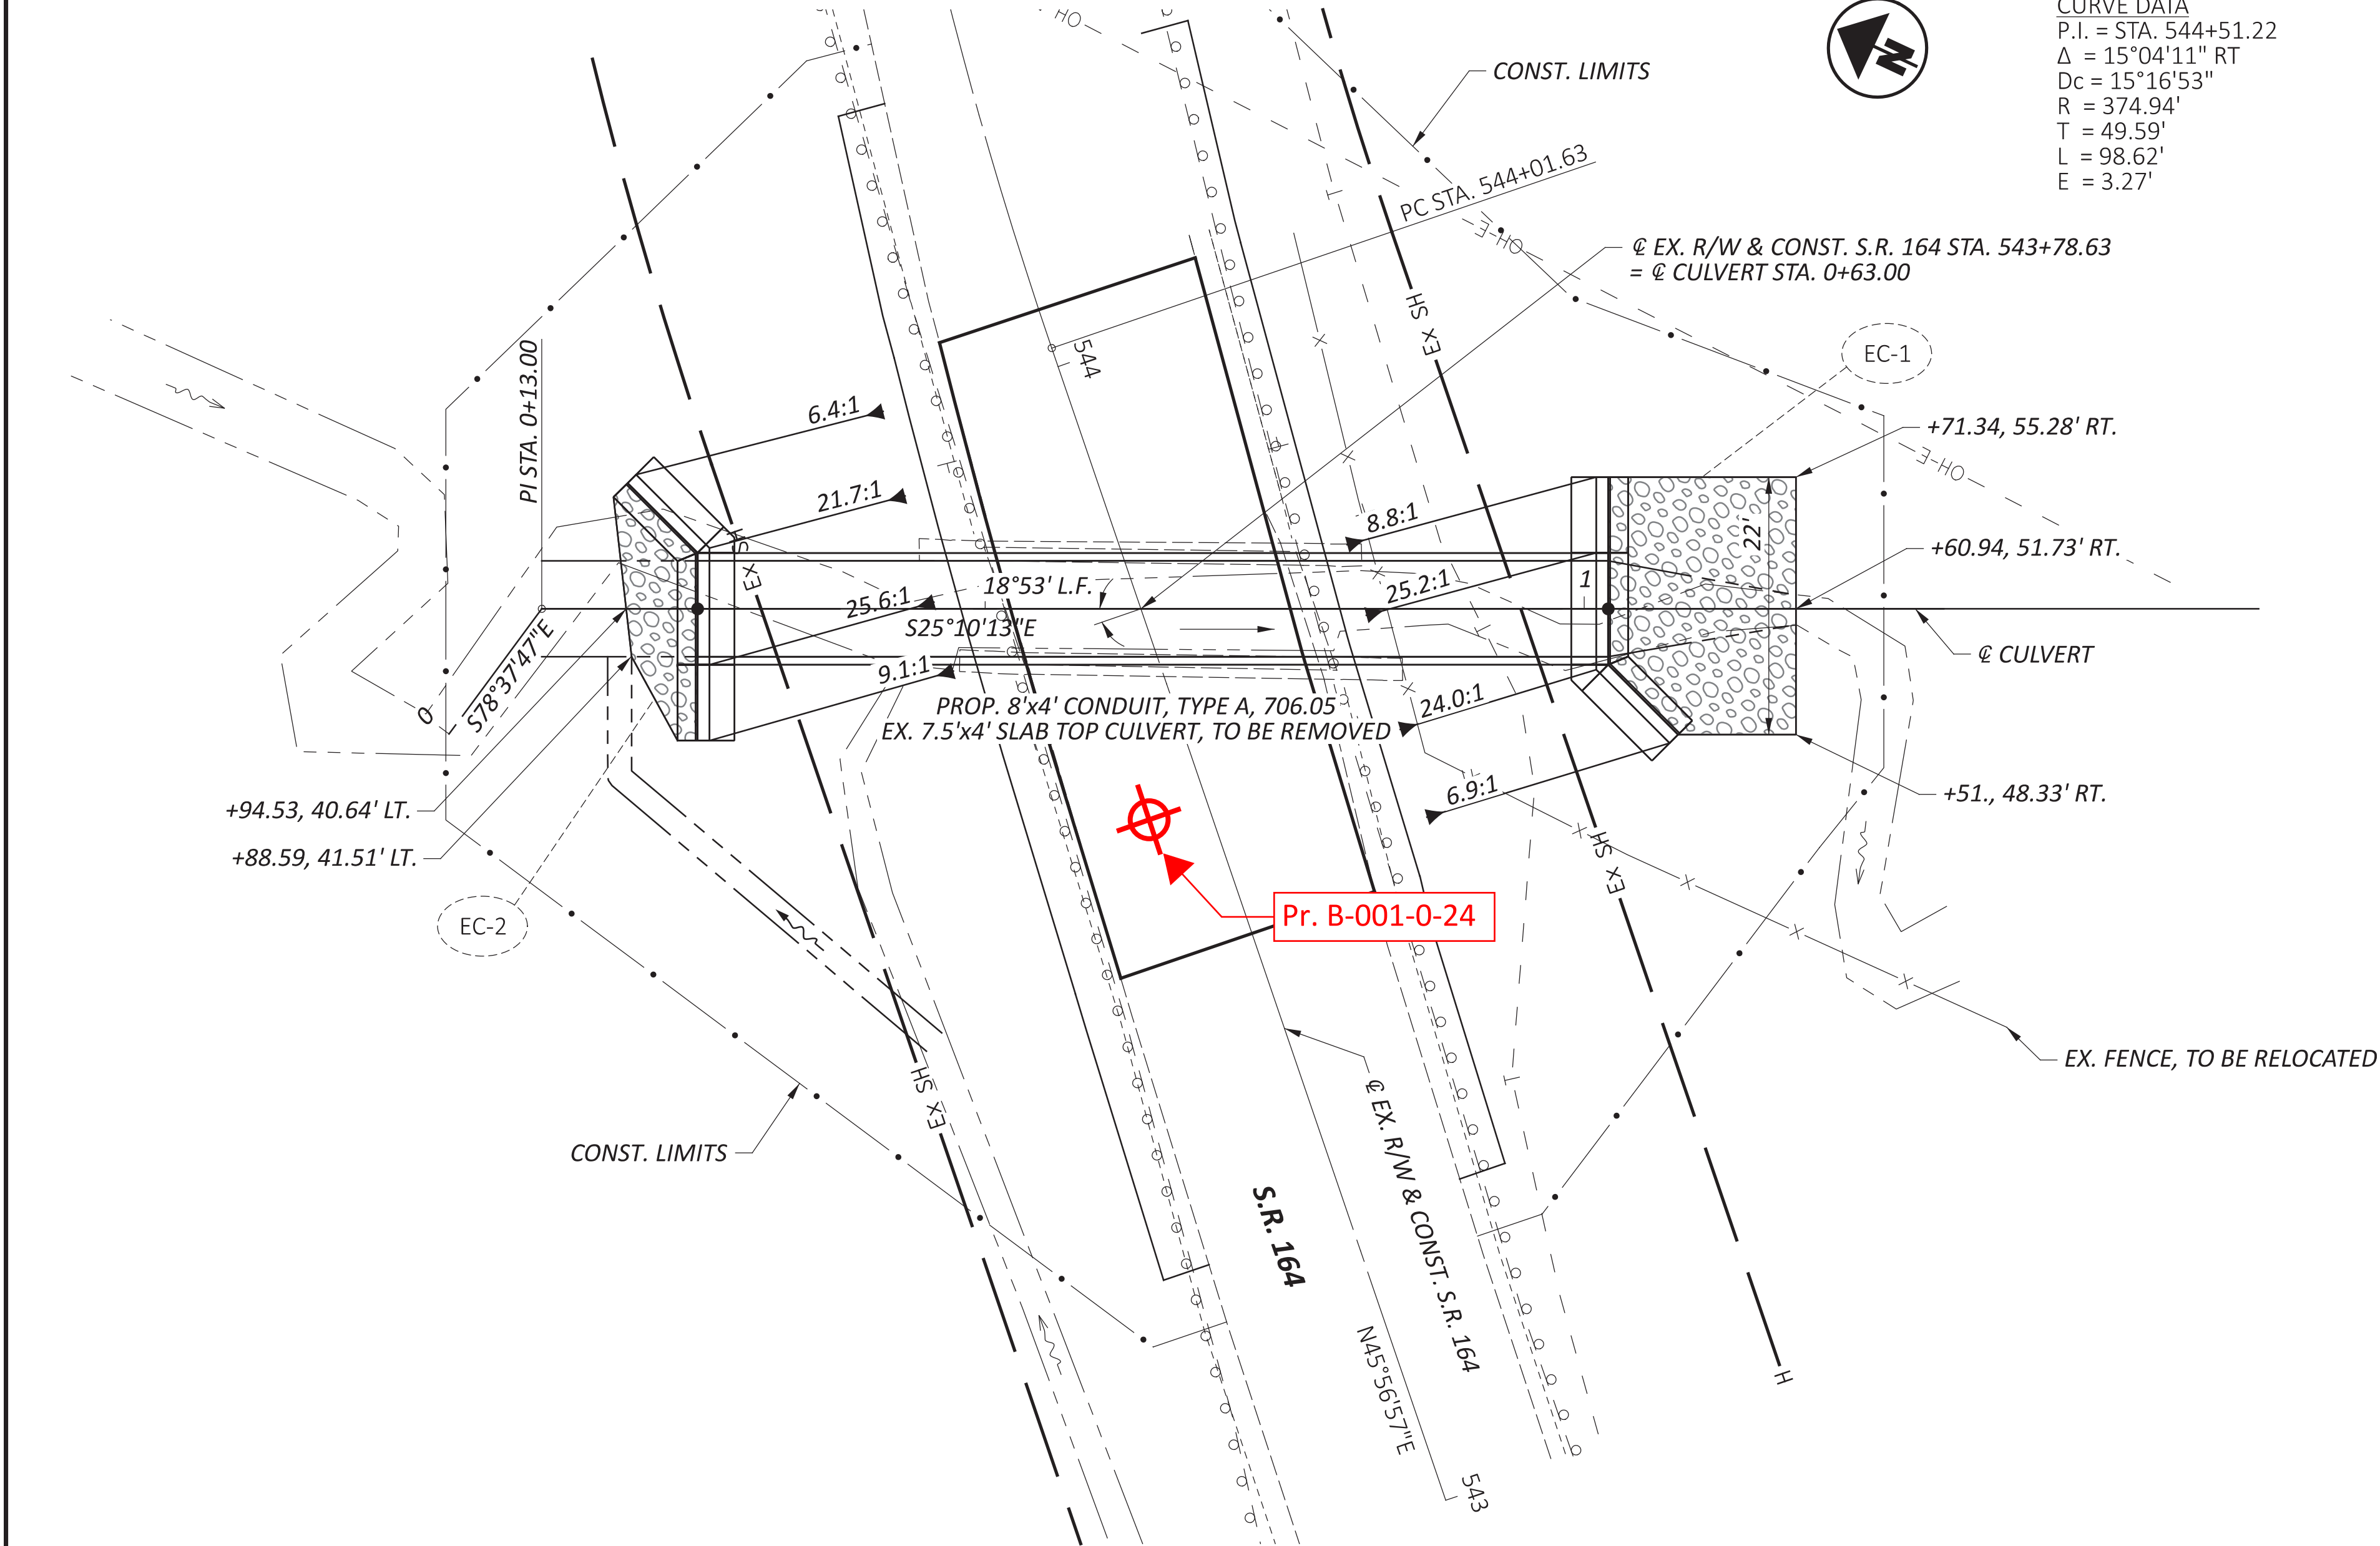 CURVE DATA
P.I. = STA. 544+51.22
Δ = 15°04'11" RT
Dc = 15°16'53"
R = 374.94'
T = 49.59'
L = 98.62'
E = 3.27'
N
OH
CONST. LIMITS
PC STA. 544+01.63
OHE
℄ EX. R/W & CONST. S.R. 164 STA. 543+78.63
= ℄ CULVERT STA. 0+63.00
EX SH
544
EC-1
PI STA. 0+13.00
6.4:1
+71.34, 55.28' RT.
OHE
21.7:1
8.8:1
22'
+60.94, 51.73' RT.
EX SH
18°53' L.F.
25.6:1
25.2:1
1
S25°10'13"E
℄ CULVERT
S78°37'47"E
0
9.1:1
PROP. 8'x4' CONDUIT, TYPE A, 706.05
EX. 7.5'x4' SLAB TOP CULVERT, TO BE REMOVED
24.0:1
6.9:1
+51., 48.33' RT.
+94.53, 40.64' LT.
+88.59, 41.51' LT.
EX SH
EC-2
Pr. B-001-0-24
EX. FENCE, TO BE RELOCATED
EX SH
CONST. LIMITS
℄ EX. R/W & CONST. S.R. 164
S.R. 164
N45°56'57"E
543
H